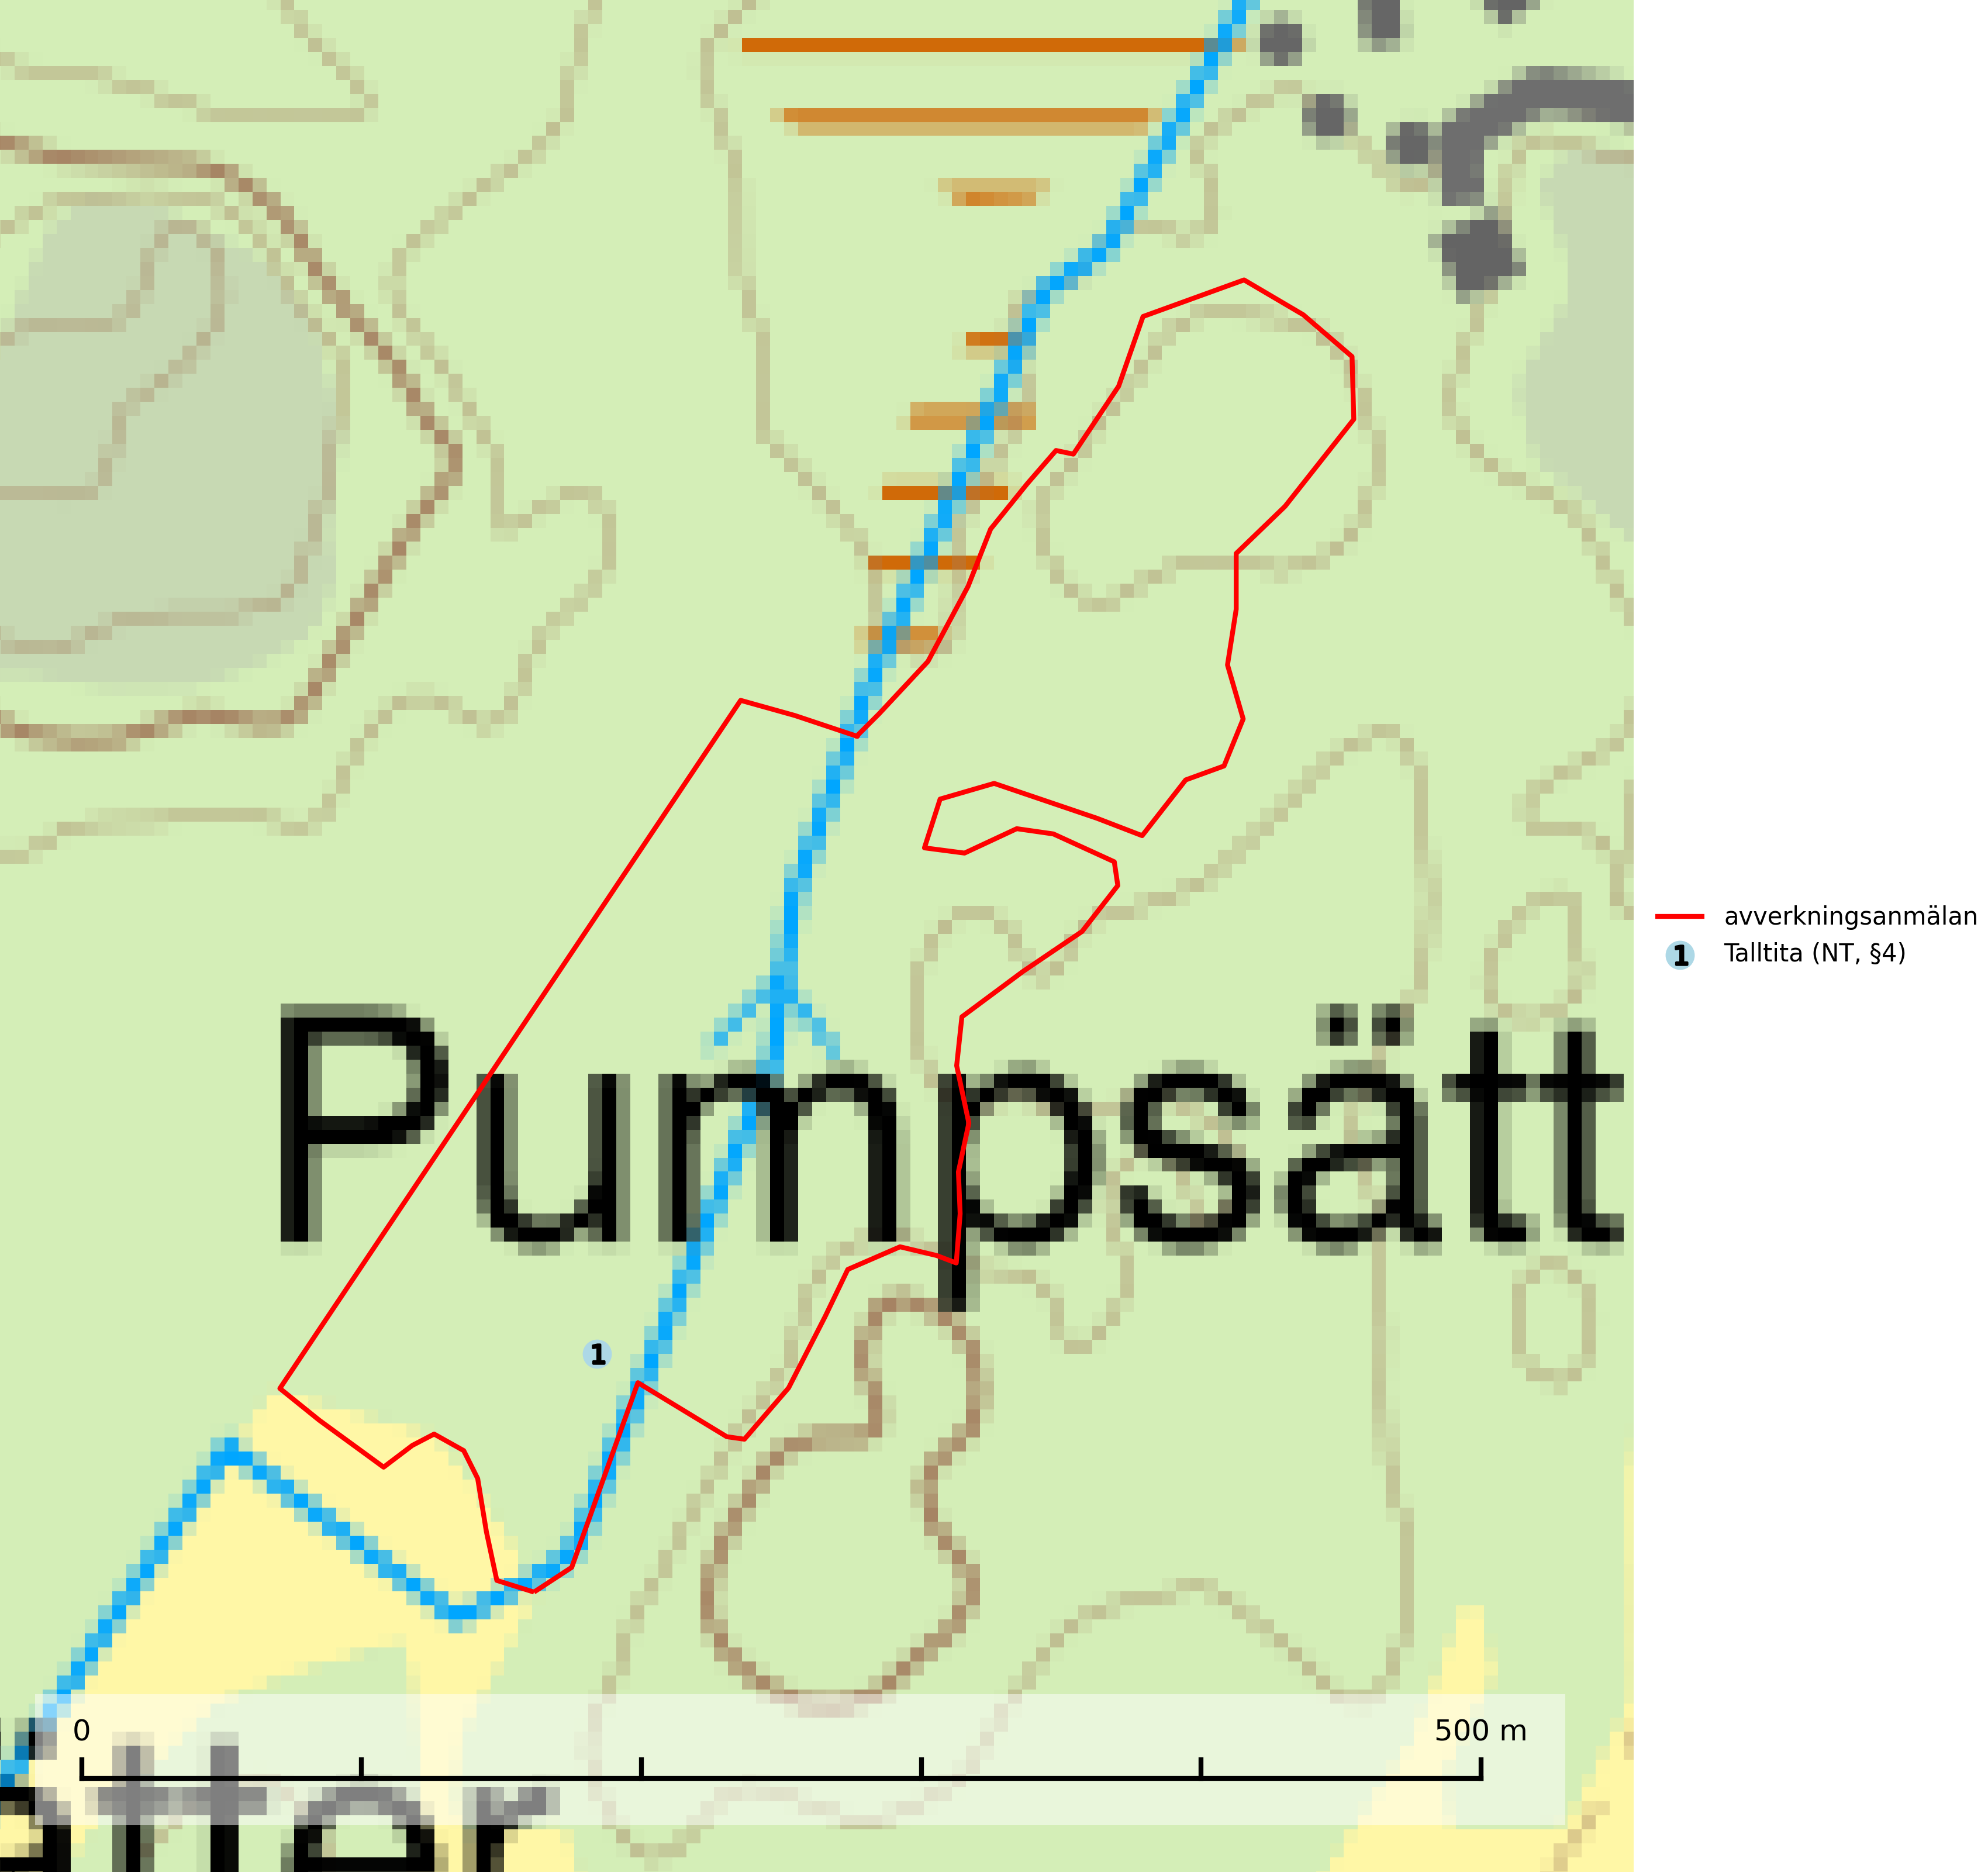 Pumpsätt
1
0
500 m
avverkningsanmälan
1 Talltita (NT, §4)